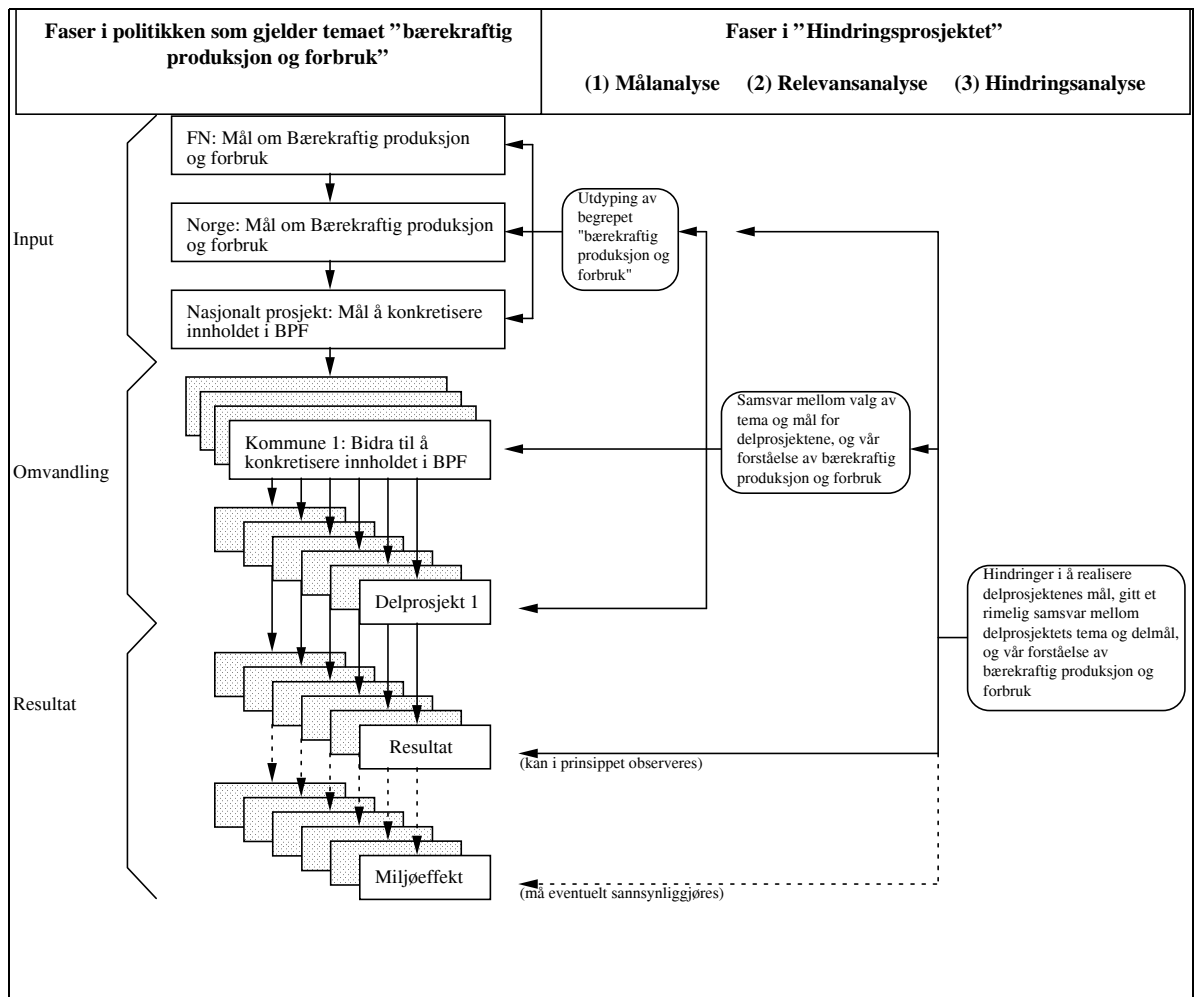 Faser i politikken som gjelder temaet ”bærekraftig
produksjon og forbruk”
Faser i ”Hindringsprosjektet”
(1) Målanalyse (2) Relevansanalyse (3) Hindringsanalyse
Input
FN: Mål om Bærekraftig produksjon
og forbruk
Norge: Mål om Bærekraftig produksjon
og forbruk
Nasjonalt prosjekt: Mål å konkretisere
innholdet i BPF
Utdyping av
begrepet
"bærekraftig
produksjon og
forbruk"
Omvandling
Kommune 1: Bidra til å
konkretisere innholdet i BPF
Samsvar mellom valg av
tema og mål for
delprosjektene, og vår
forståelse av bærekraftig
produksjon og forbruk
Delprosjekt 1
Hindringer i å realisere
delprosjektenes mål, gitt et
rimelig samsvar mellom
delprosjektets tema og delmål,
og vår forståelse av
bærekraftig produksjon og
forbruk
Resultat
Resultat
(kan i prinsippet observeres)
Miljøeffekt
(må eventuelt sannsynliggjøres)